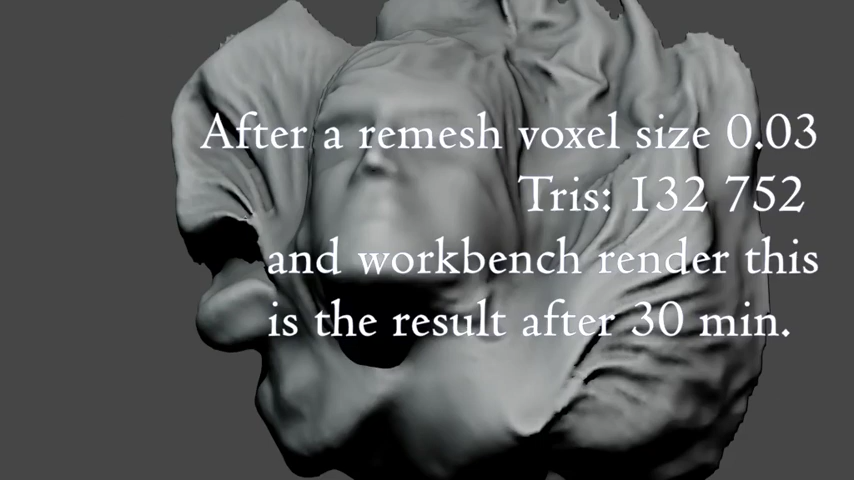 After a remesh voxel size 0.03
Tris: 132 752
and workbench render this
is the result after 30 min.